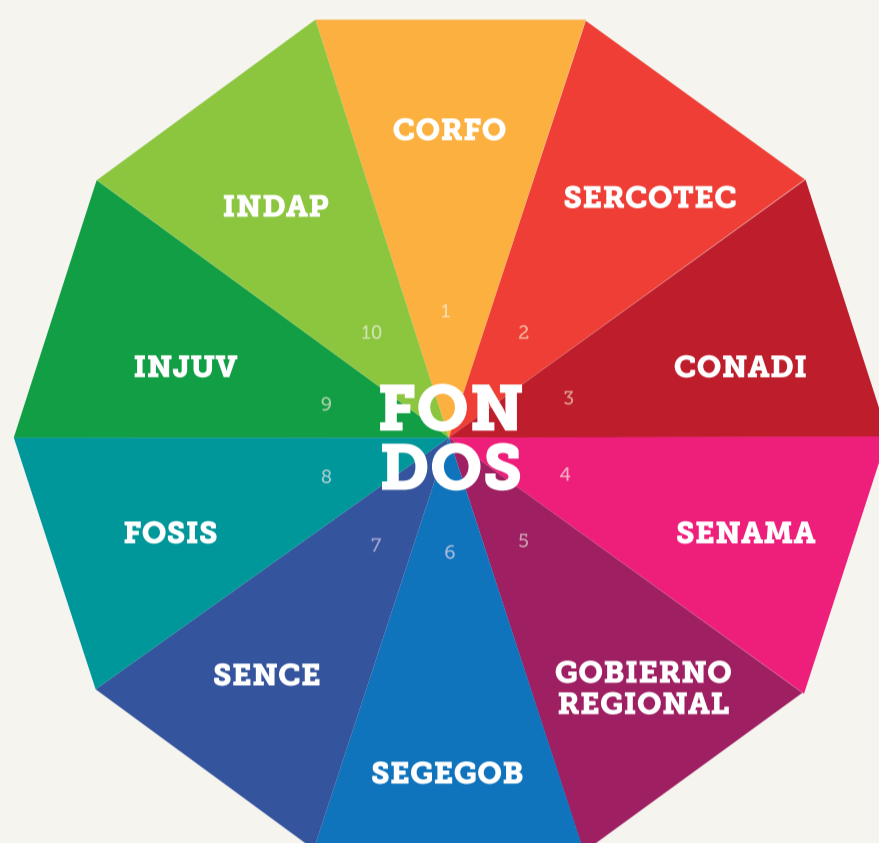 CORFO
1
SERCOTEC
2
CONADI
3
SENAMA
4
GOBIERNO
REGIONAL
5
SEGEGOB
6
SENCE
7
FOSIS
8
INJUV
9
INDAP
10
FON
DOS